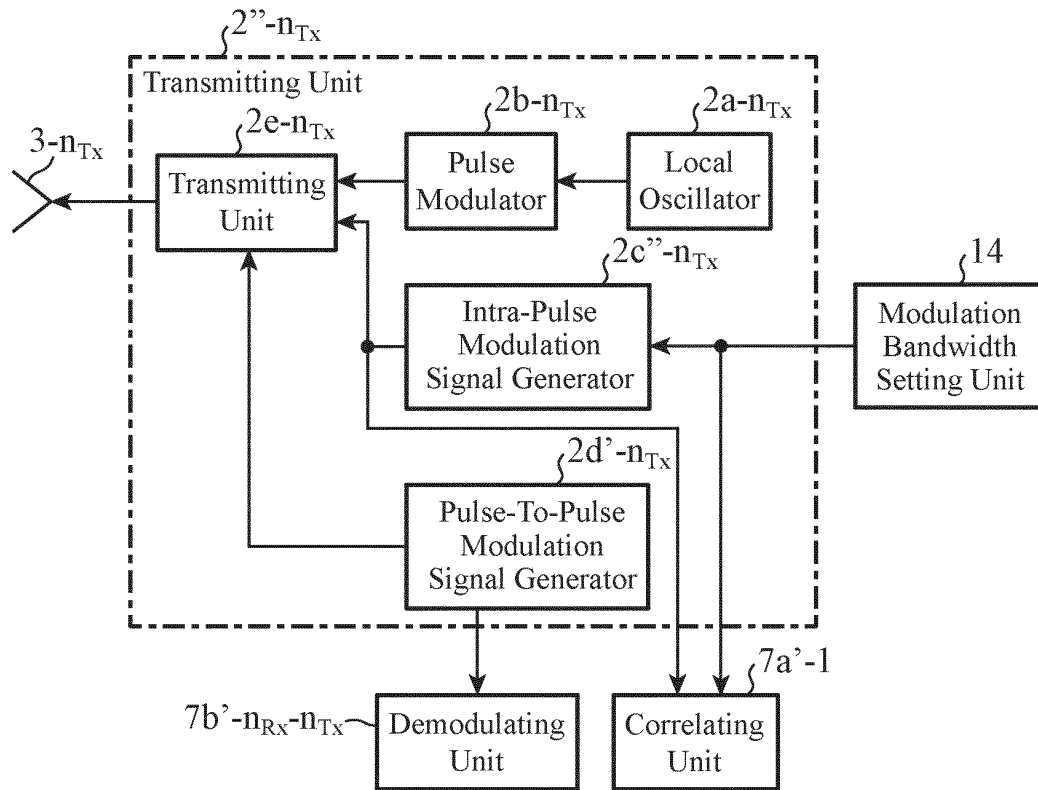 2”-nTx
Transmitting Unit
2b-nTx
2a-nTx
2e-nTx
3-nTx
Transmitting
Unit
Pulse
Modulator
Local
Oscillator
2c”-nTx
14
Intra-Pulse
Modulation
Signal Generator
Modulation
Bandwidth
Setting Unit
2d’-nTx
Pulse-To-Pulse
Modulation
Signal Generator
7a’-1
7b’-nRx-nTx
Demodulating
Unit
Correlating
Unit